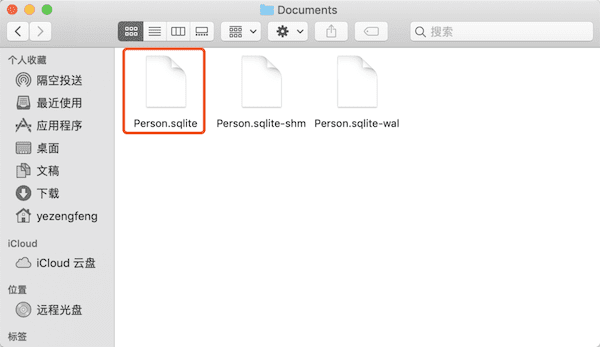 Documents
搜索
个人收藏
隔空投送
最近使用
应用程序
桌面
文稿
下载
yezengfeng
iCloud
iCloud 云盘
位置
远程光盘
标签
Person.sqlite
Person.sqlite-shm
Person.sqlite-wal